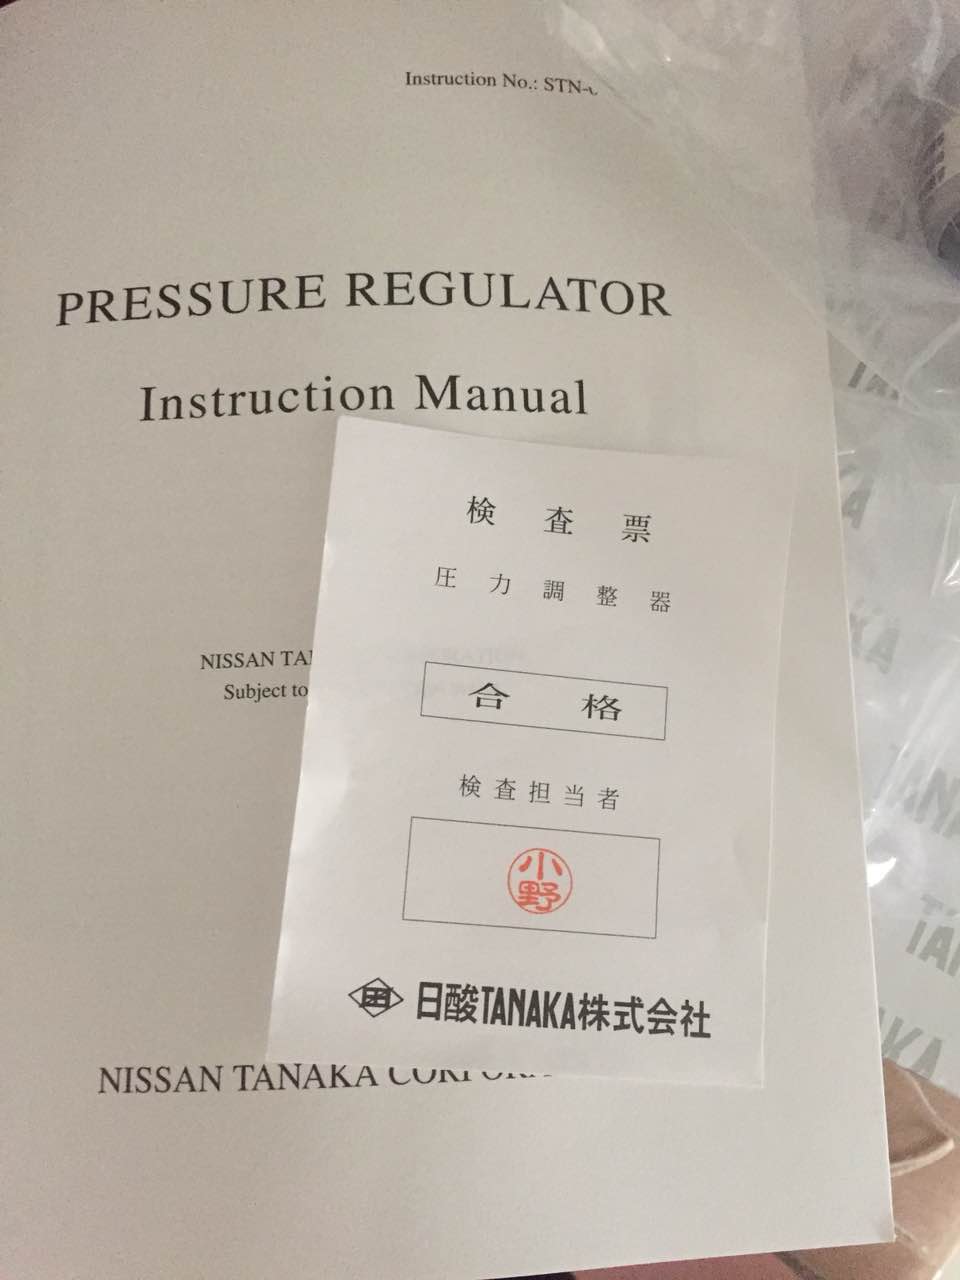 Instruction No.: STN-
PRESSURE REGULATOR
Instruction Manual
検査票
圧力調整器
NISSAN
Subject to
合格
検査担当者
小野
日酸TANAKA株式会社
NISSAN TANAKA